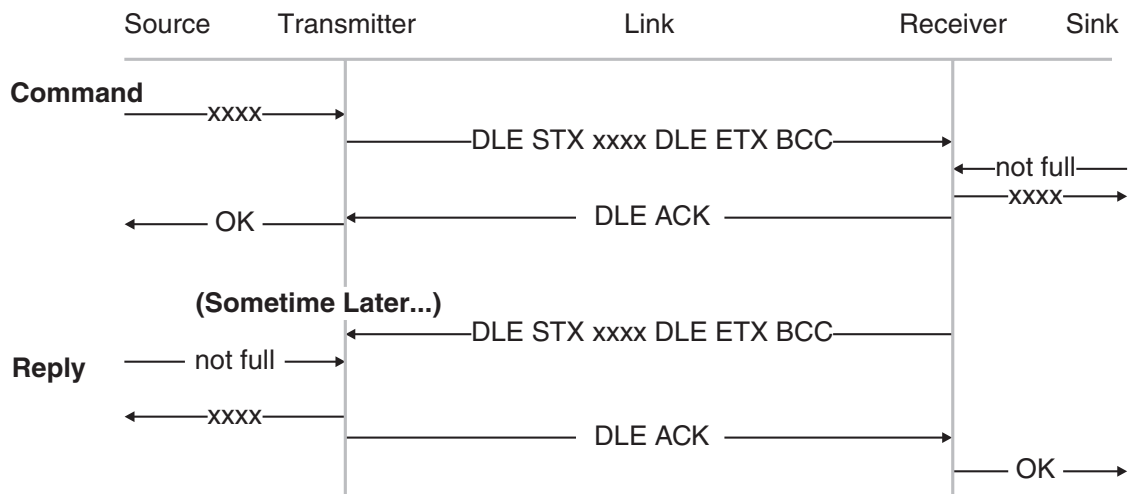 Source Transmitter Link Receiver Sink
Command
xxxx
DLE STX xxxx DLE ETX BCC
not full
xxxx
DLE ACK
OK
(Sometime Later...)
DLE STX xxxx DLE ETX BCC
not full
Reply
xxxx
DLE ACK
OK